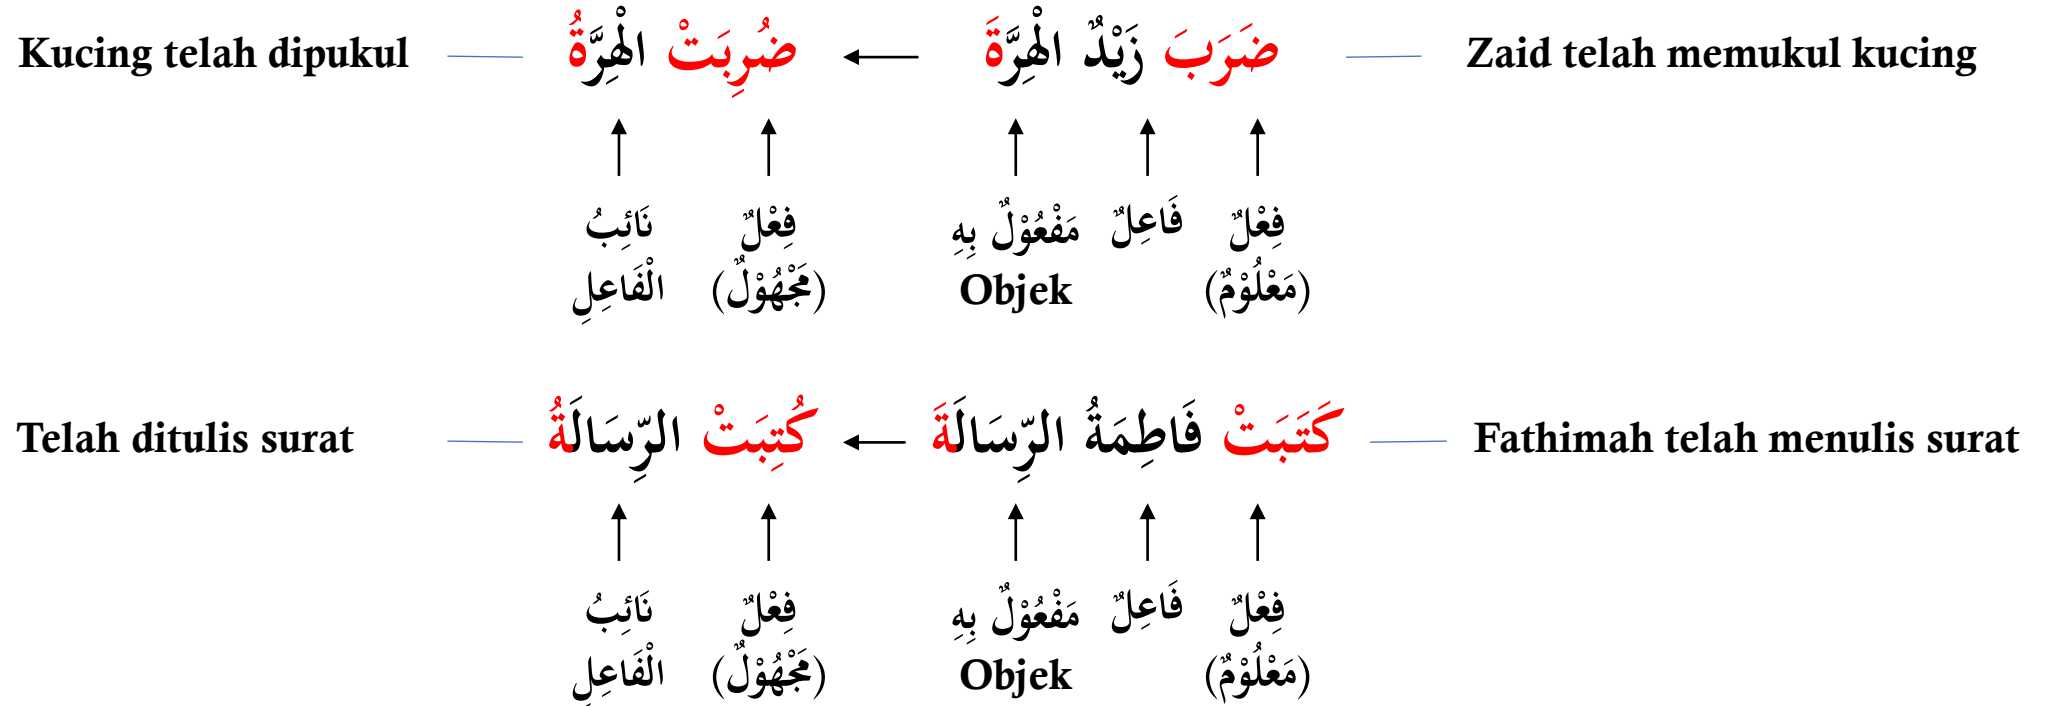 Kucing telah dipukul ضُرِبَتْ الْهِرَّةُ ضَرَبَ زَيْدٌ الْهِرَّةَ Zaid telah memukul kucing
نَائِبُ فِعْلٌ مَفْعُوْلٌ بِهِ فَاعِلٌ فِعْلٌ
الْفَاعِلِ (مَجْهُوْلٌ) Objek (مَعْلُوْمٌ)
Telah ditulis surat كُتِبَتْ الرِّسَالَةُ كَتَبَتْ فَاطِمَةُ الرِّسَالَةَ Fathimah telah menulis surat
نَائِبُ فِعْلٌ مَفْعُوْلٌ بِهِ فَاعِلٌ فِعْلٌ
الْفَاعِلِ (مَجْهُوْلٌ) Objek (مَعْلُوْمٌ)